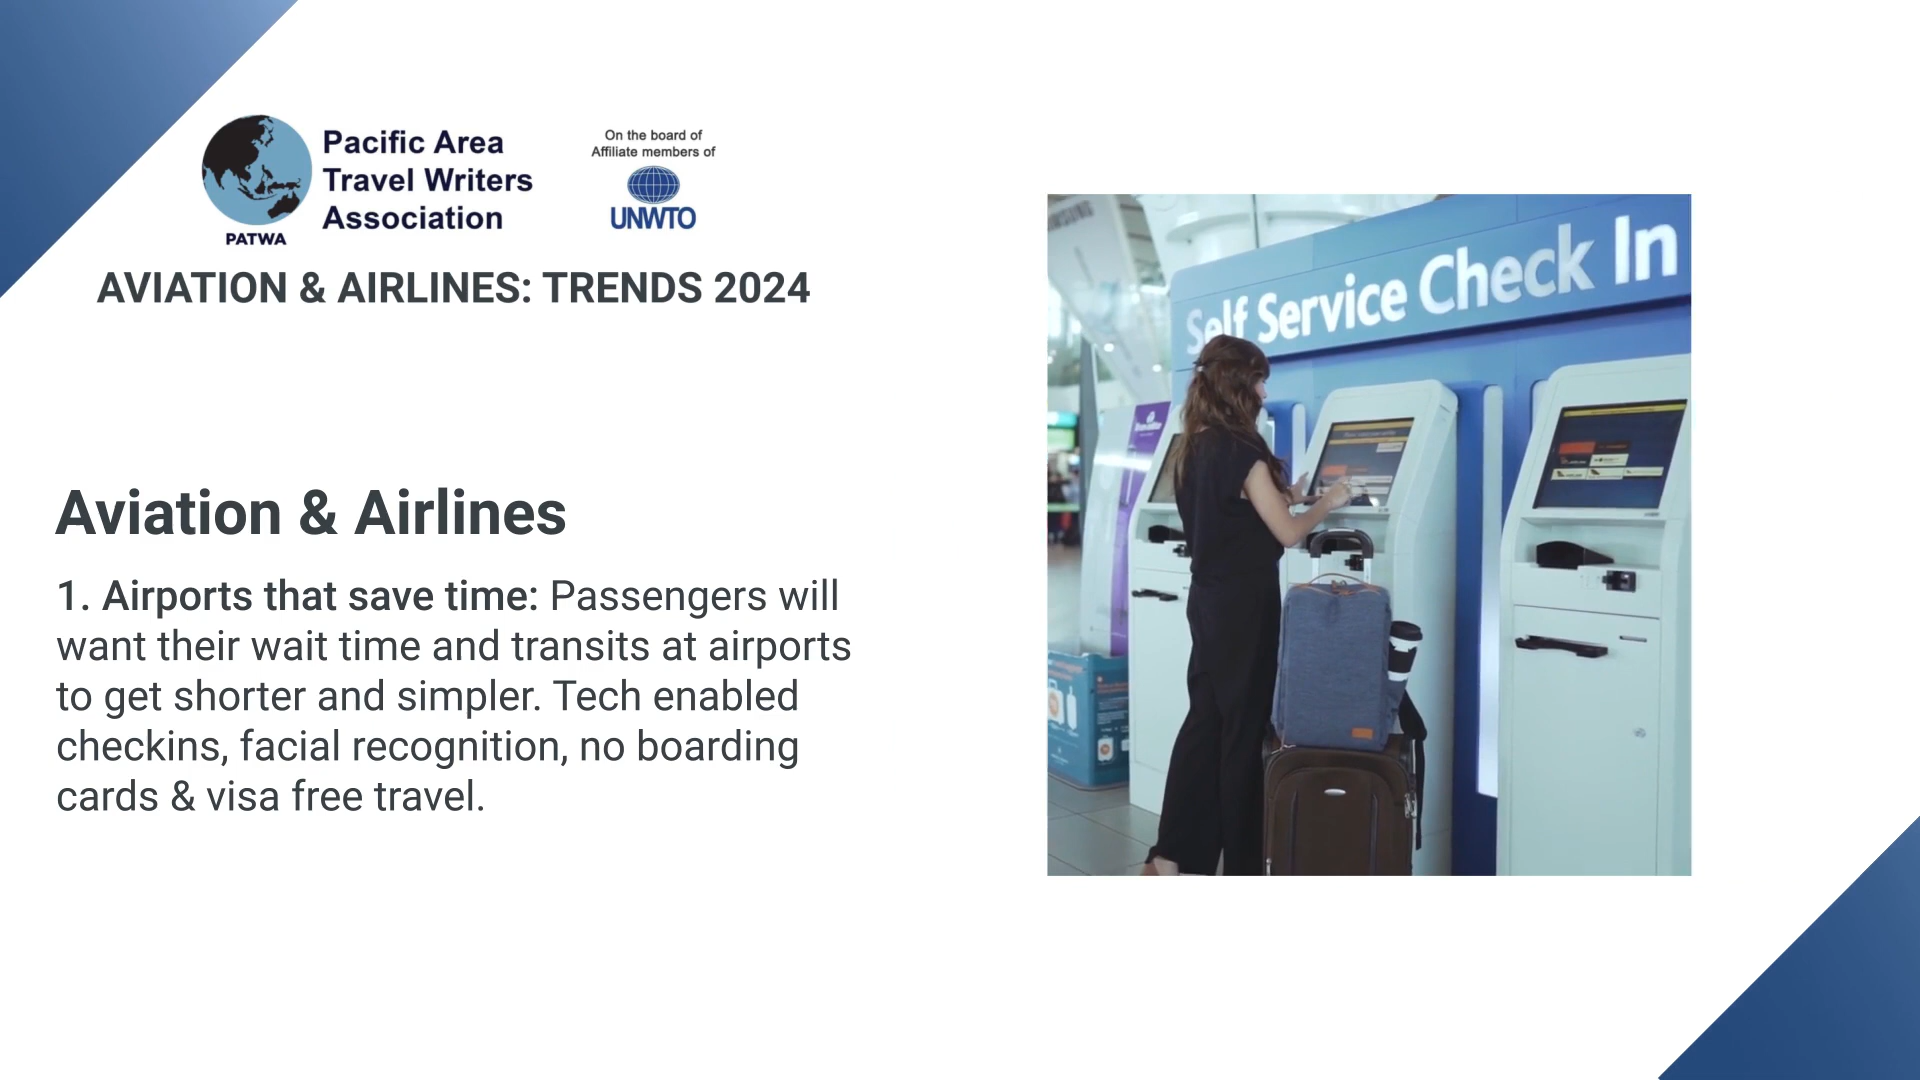 Pacific Area
Travel Writers
Association
PATWA
On the board of
Affiliate members of
UNWTO
AVIATION & AIRLINES: TRENDS 2024
Aviation & Airlines
1. Airports that save time: Passengers will
want their wait time and transits at airports
to get shorter and simpler. Tech enabled
checkins, facial recognition, no boarding
cards & visa free travel.
Self Service Check In